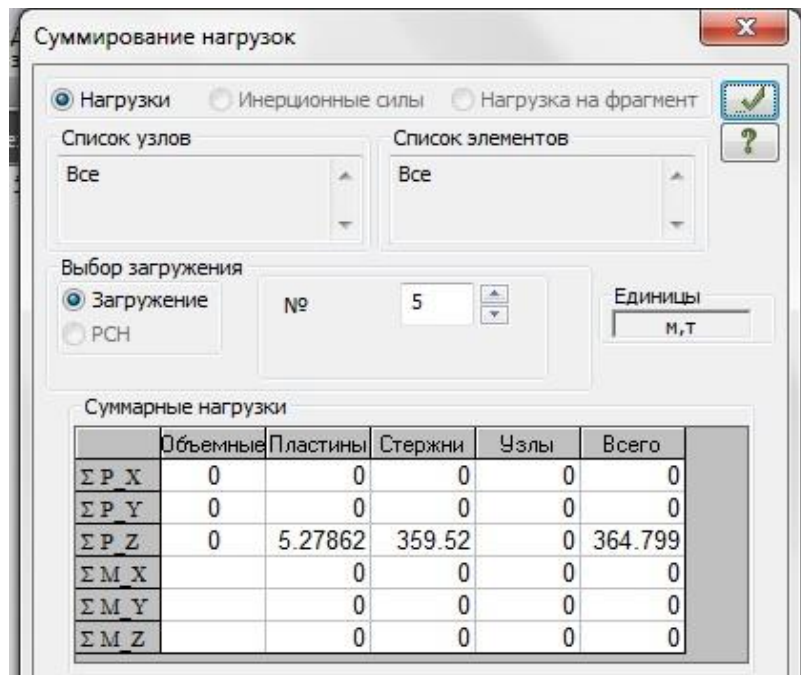 Суммирование нагрузок
Нагрузки Инерционные силы Нагрузка на фрагмент
Список узлов Список элементов
Все Все
Выбор загружения
Загружение № 5 Единицы
РСН м,т
Суммарные нагрузки
Объемные Пластины Стержни Узлы Всего
Σ P_X 0 0 0 0 0
Σ P_Y 0 0 0 0 0
Σ P_Z 0 5.27862 359.52 0 364.799
Σ M_X 0 0 0 0
Σ M_Y 0 0 0 0
Σ M_Z 0 0 0 0